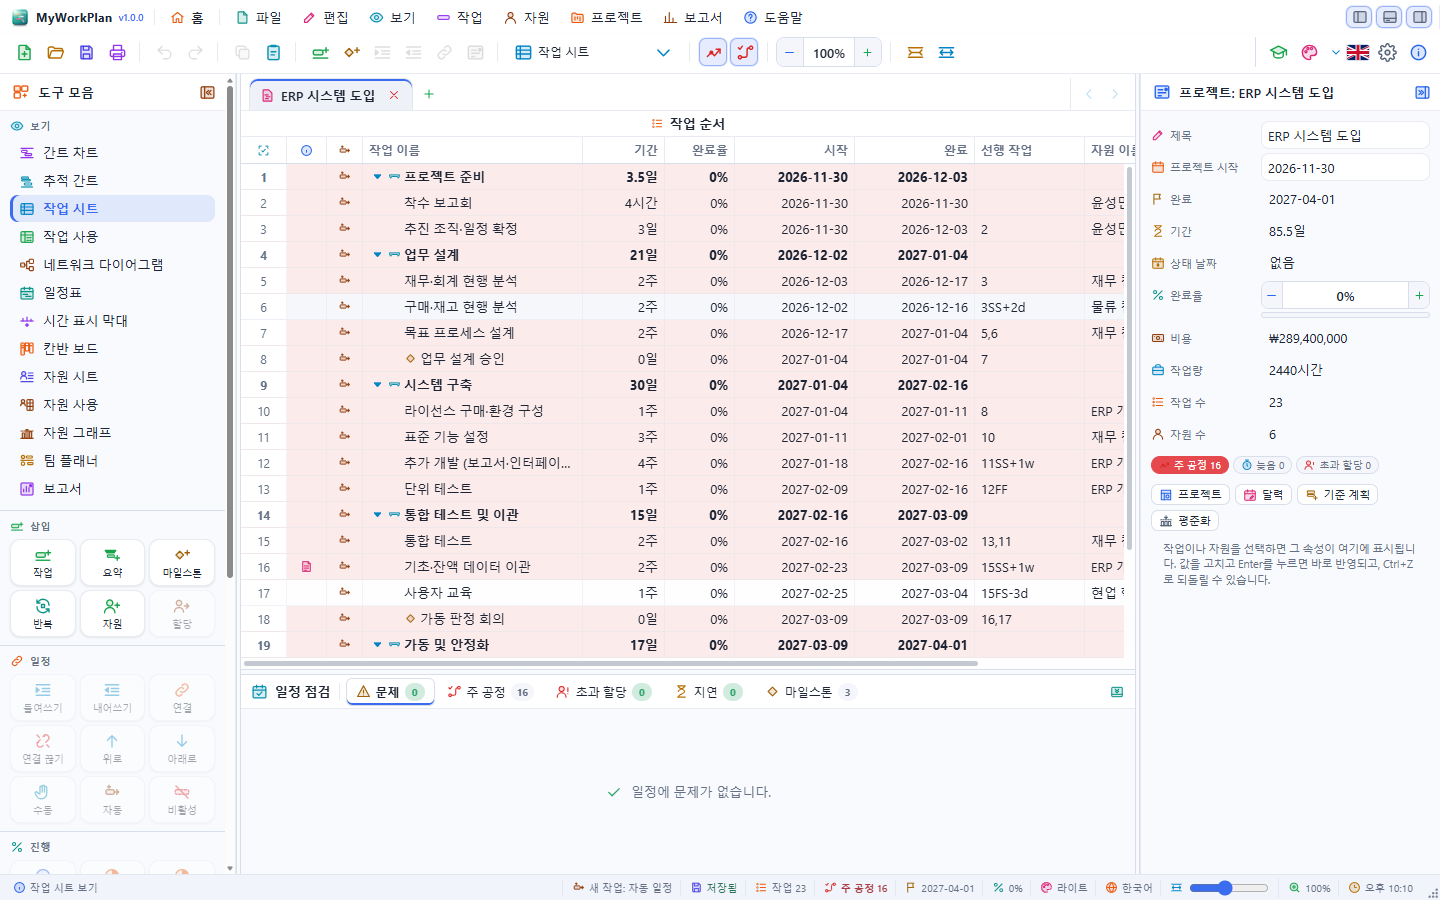 MyWorkPlan v1.0.0 홈 파일 편집 보기 작업 자원 프로젝트 보고서 도움말
작업 시트 100%
도구 모음
보기
간트 차트
추적 간트
작업 시트
작업 사용
네트워크 다이어그램
일정표
시간 표시 막대
칸반 보드
자원 시트
자원 사용
자원 그래프
팀 플래너
보고서
삽입
작업 요약 마일스톤
반복 자원 할당
일정
들여쓰기 내어쓰기 연결
연결 끊기 위로 아래로
수동 자동 비활성
진행
ERP 시스템 도입
작업 순서
작업 이름 기간 완료율 시작 완료 선행 작업 자원 이름
1 프로젝트 준비 3.5일 0% 2026-11-30 2026-12-03
2 착수 보고회 4시간 0% 2026-11-30 2026-11-30 윤성민
3 추진 조직·일정 확정 3일 0% 2026-11-30 2026-12-03 2 윤성민
4 업무 설계 21일 0% 2026-12-02 2027-01-04
5 재무·회계 현행 분석 2주 0% 2026-12-03 2026-12-17 3 재무
6 구매·재고 현행 분석 2주 0% 2026-12-02 2026-12-16 3SS+2d 물류
7 목표 프로세스 설계 2주 0% 2026-12-17 2027-01-04 5,6 재무
8 업무 설계 승인 0일 0% 2027-01-04 2027-01-04 7
9 시스템 구축 30일 0% 2027-01-04 2027-02-16
10 라이선스 구매·환경 구성 1주 0% 2027-01-04 2027-01-11 8 ERP
11 표준 기능 설정 3주 0% 2027-01-11 2027-02-01 10 재무
12 추가 개발 (보고서·인터페이... 4주 0% 2027-01-18 2027-02-16 11SS+1w ERP
13 단위 테스트 1주 0% 2027-02-09 2027-02-16 12FF ERP
14 통합 테스트 및 이관 15일 0% 2027-02-16 2027-03-09
15 통합 테스트 2주 0% 2027-02-16 2027-03-02 13,11 재무
16 기초·잔액 데이터 이관 2주 0% 2027-02-23 2027-03-09 15SS+1w ERP
17 사용자 교육 1주 0% 2027-02-25 2027-03-04 15FS-3d 현업
18 가동 판정 회의 0일 0% 2027-03-09 2027-03-09 16,17
19 가동 및 안정화 17일 0% 2027-03-09 2027-04-01
일정 점검 문제 0 주 공정 16 초과 할당 0 지연 0 마일스톤 3
일정에 문제가 없습니다.
프로젝트: ERP 시스템 도입
제목 ERP 시스템 도입
프로젝트 시작 2026-11-30
완료 2027-04-01
기간 85.5일
상태 날짜 없음
완료율 0%
비용 ₩289,400,000
작업량 2440시간
작업 수 23
자원 수 6
주 공정 16 늦음 0 초과 할당 0
프로젝트 달력 기준 계획
평준화
작업이나 자원을 선택하면 그 속성이 여기에 표시됩니
다. 값을 고치고 Enter를 누르면 바로 반영되고, Ctrl+Z
로 되돌릴 수 있습니다.
작업 시트 보기 새 작업: 자동 일정 저장됨 작업 23 주 공정 16 2027-04-01 0% 라이트 한국어 100% 오후 10:10